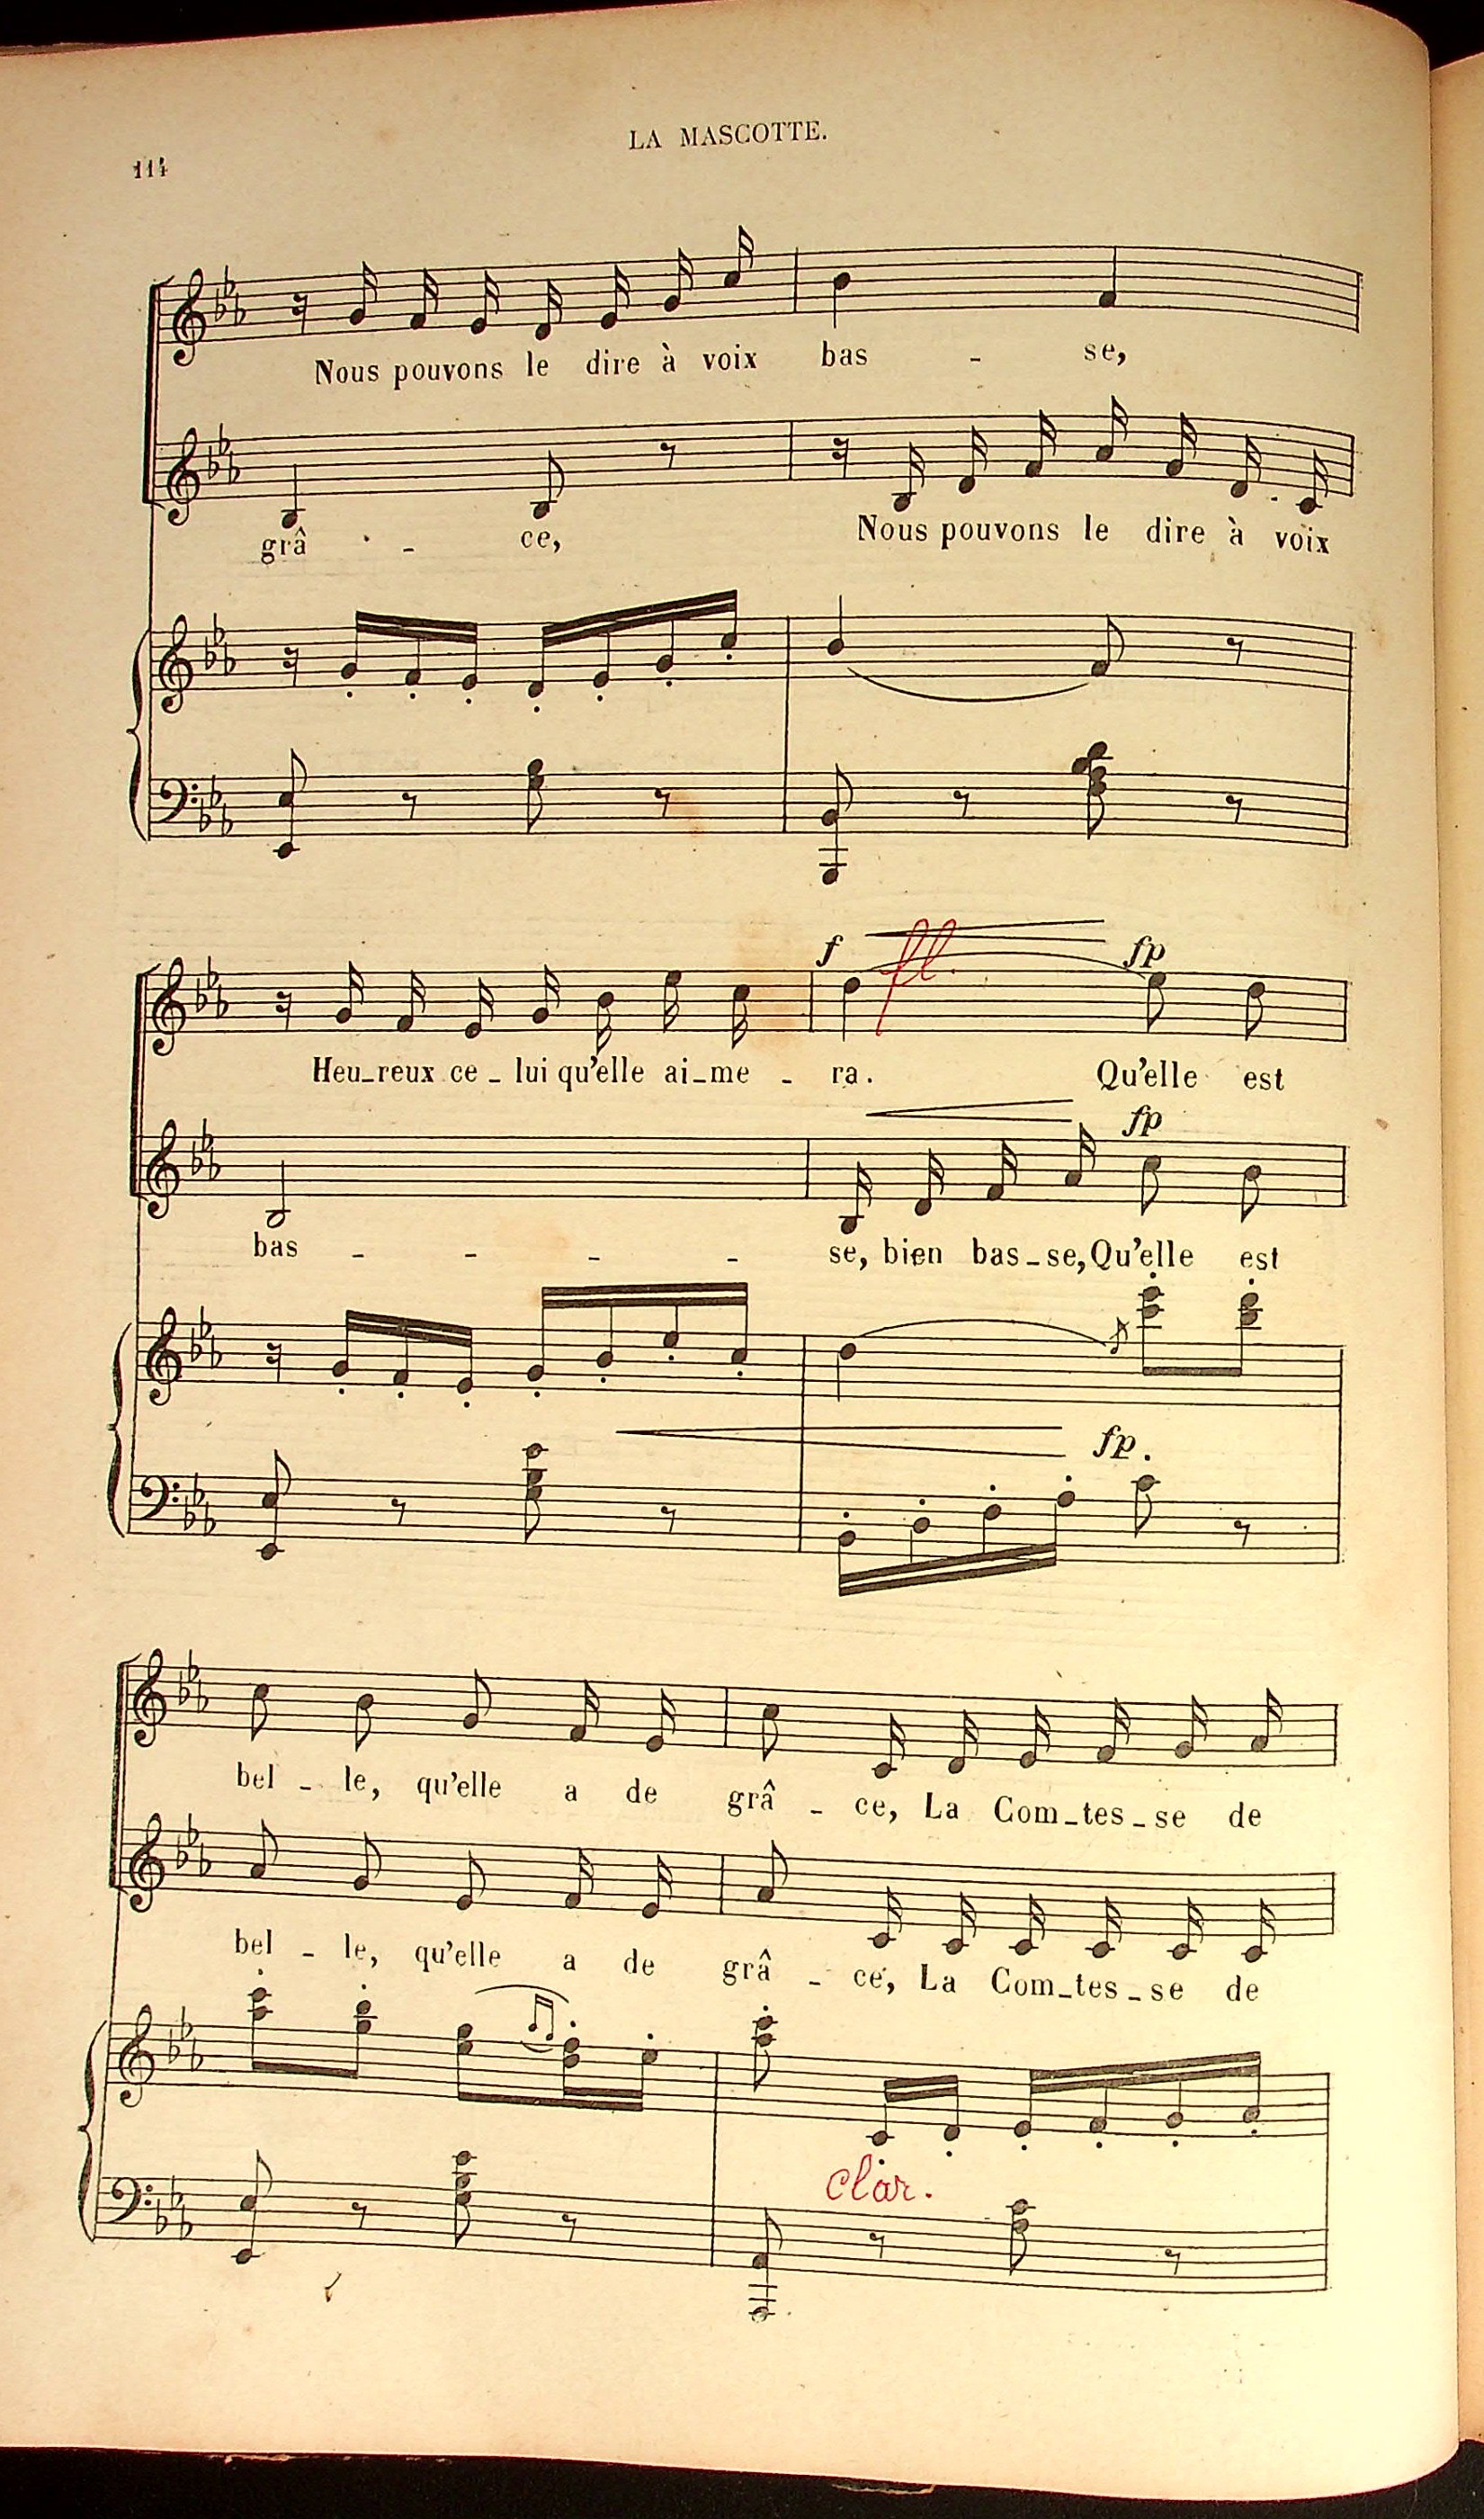 LA MASCOTTE.
114
Nous pouvons le dire à voix bas - se,
grâ - ce, Nous pouvons le dire à voix
f fl. fp
Heu_reux ce _ lui qu'elle ai_me _ ra. Qu'elle est
fp
bas _ _ _ _ se, bien bas_se, Qu'elle est
fp.
bel _ le, qu'elle a de grâ _ ce, La Com_tes_se de
bel _ le, qu'elle a de grâ _ ce, La Com_tes_se de
clar.